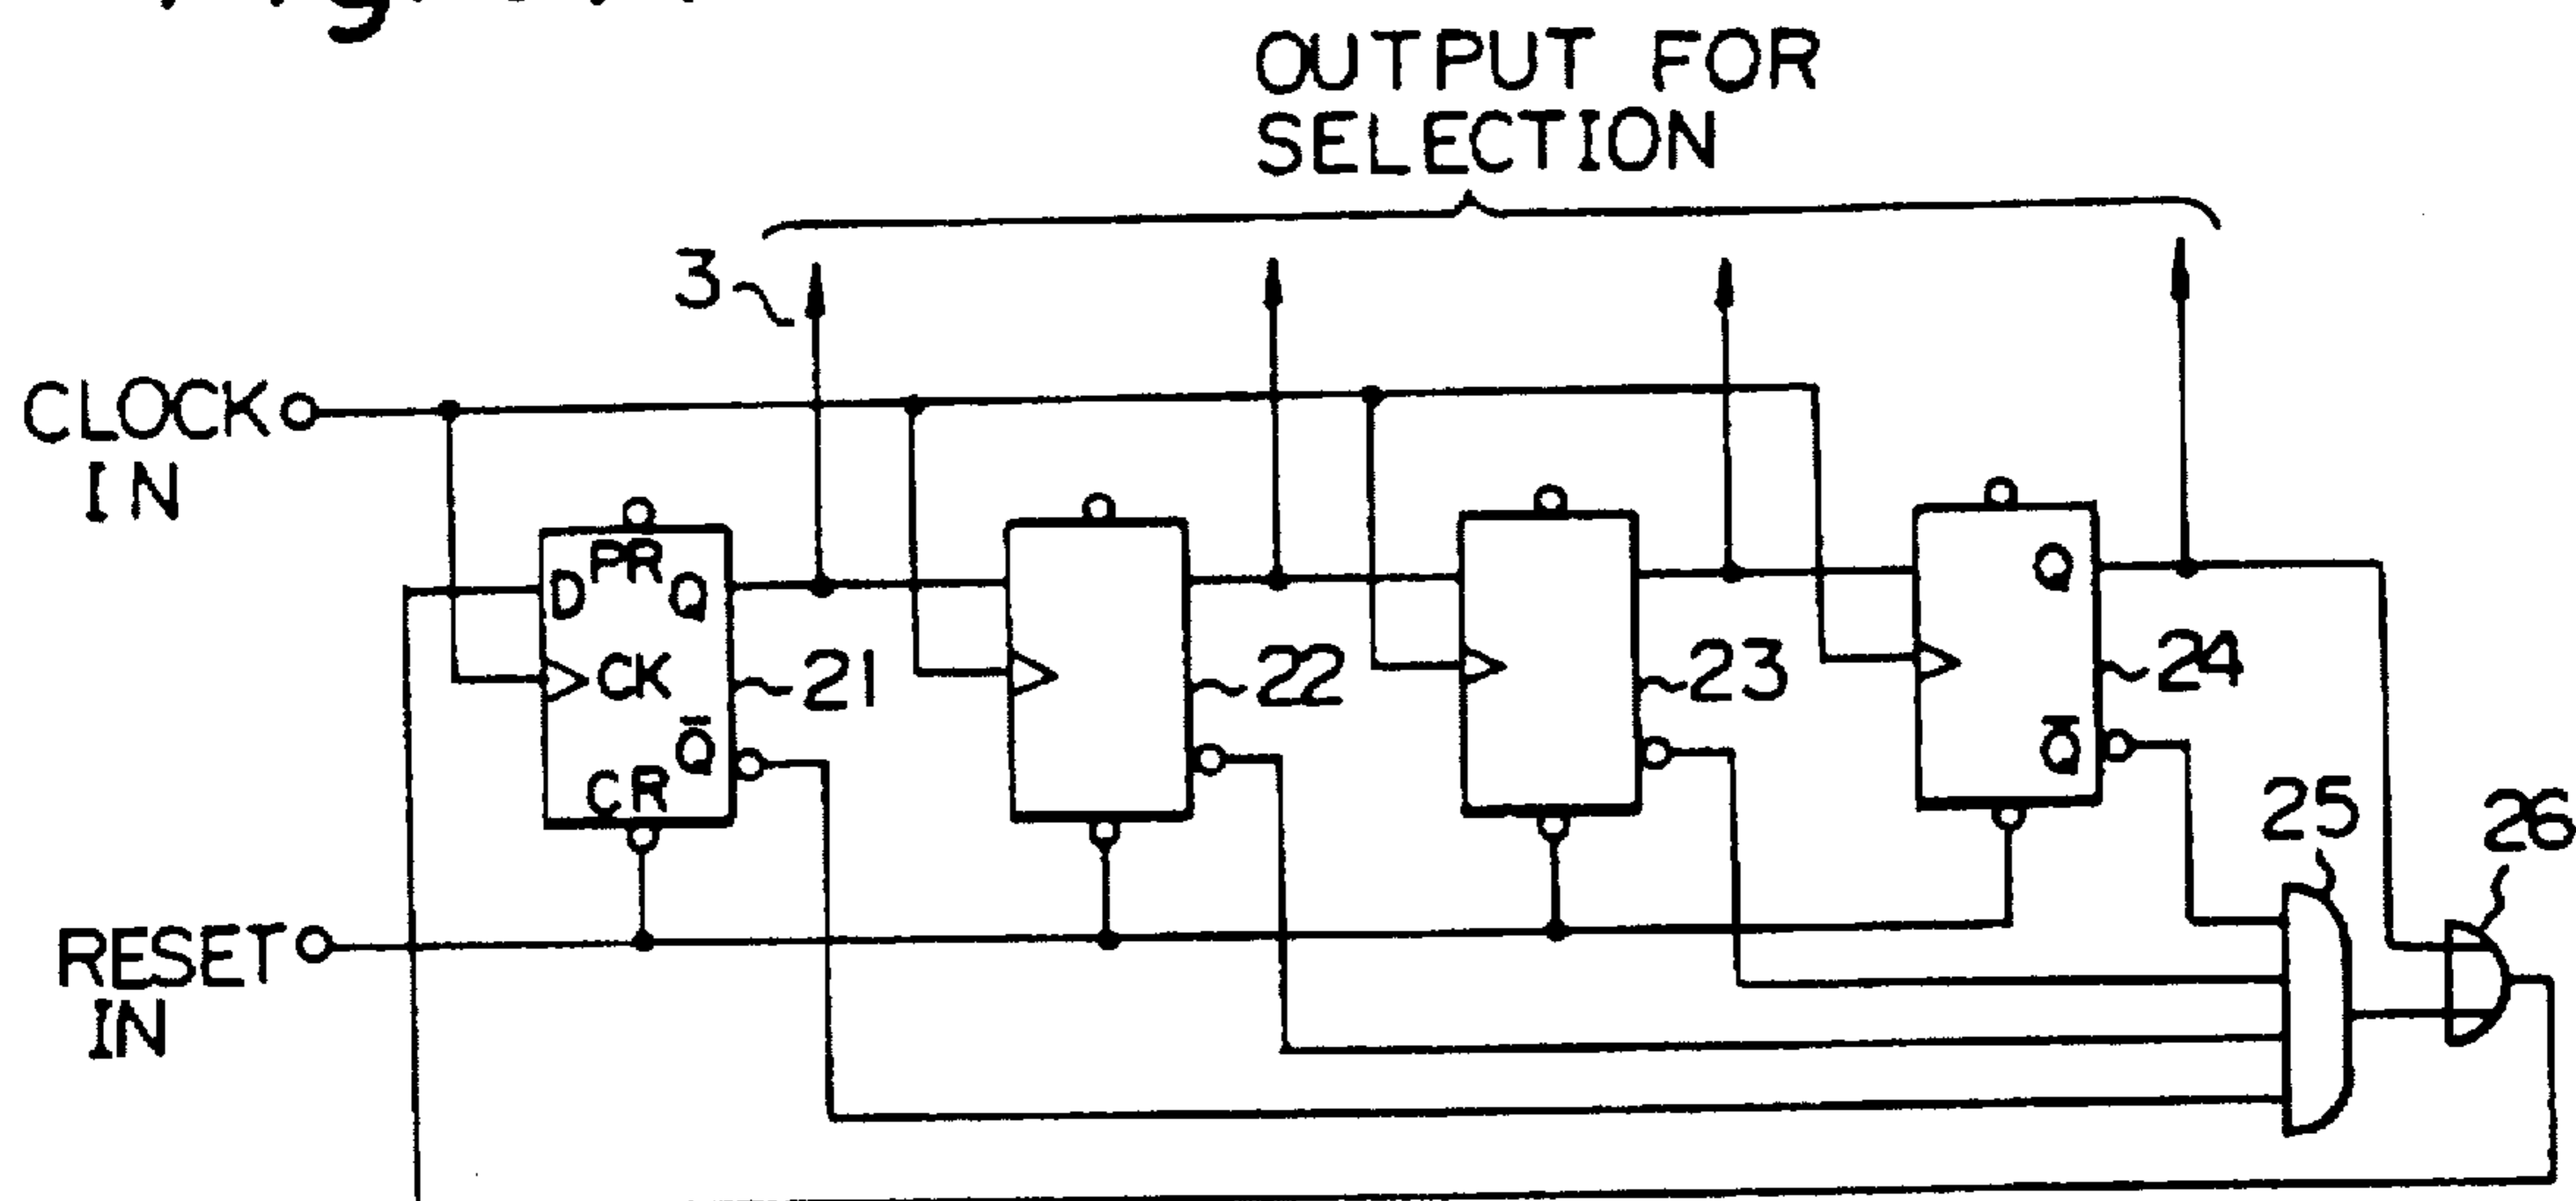 OUTPUT FOR
SELECTION
3
CLOCK
IN
PR
D Q
CK
Q̅
CR
21
22
23
Q
24
Q̅
25
26
RESET
IN